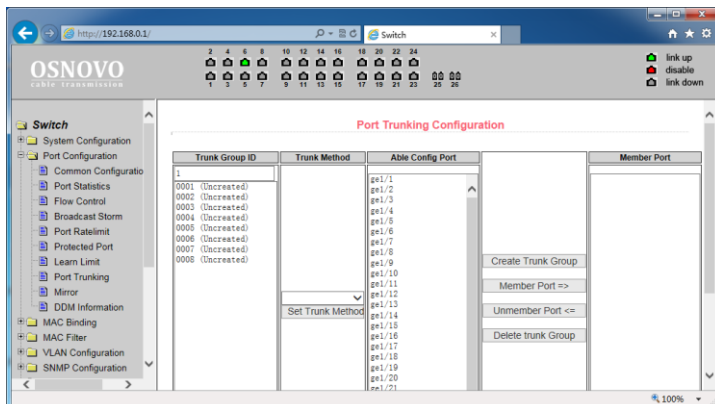 http://192.168.0.1/
Switch
OSNOVO
cable transmission
2 4 6 8 10 12 14 16 18 20 22 24
1 3 5 7 9 11 13 15 17 19 21 23 25 26
link up
disable
link down
Switch
System Configuration
Port Configuration
Common Configuratio
Port Statistics
Flow Control
Broadcast Storm
Port Ratelimit
Protected Port
Learn Limit
Port Trunking
Mirror
DDM Information
MAC Binding
MAC Filter
VLAN Configuration
SNMP Configuration
Port Trunking Configuration
Trunk Group ID
1
0001 (Uncreated)
0002 (Uncreated)
0003 (Uncreated)
0004 (Uncreated)
0005 (Uncreated)
0006 (Uncreated)
0007 (Uncreated)
0008 (Uncreated)
Trunk Method
Set Trunk Method
Able Config Port
ge1/1
ge1/2
ge1/3
ge1/4
ge1/5
ge1/6
ge1/7
ge1/8
ge1/9
ge1/10
ge1/11
ge1/12
ge1/13
ge1/14
ge1/15
ge1/16
ge1/17
ge1/18
ge1/19
ge1/20
ge1/21
Create Trunk Group
Member Port =>
Unmember Port <=
Delete trunk Group
Member Port
100%